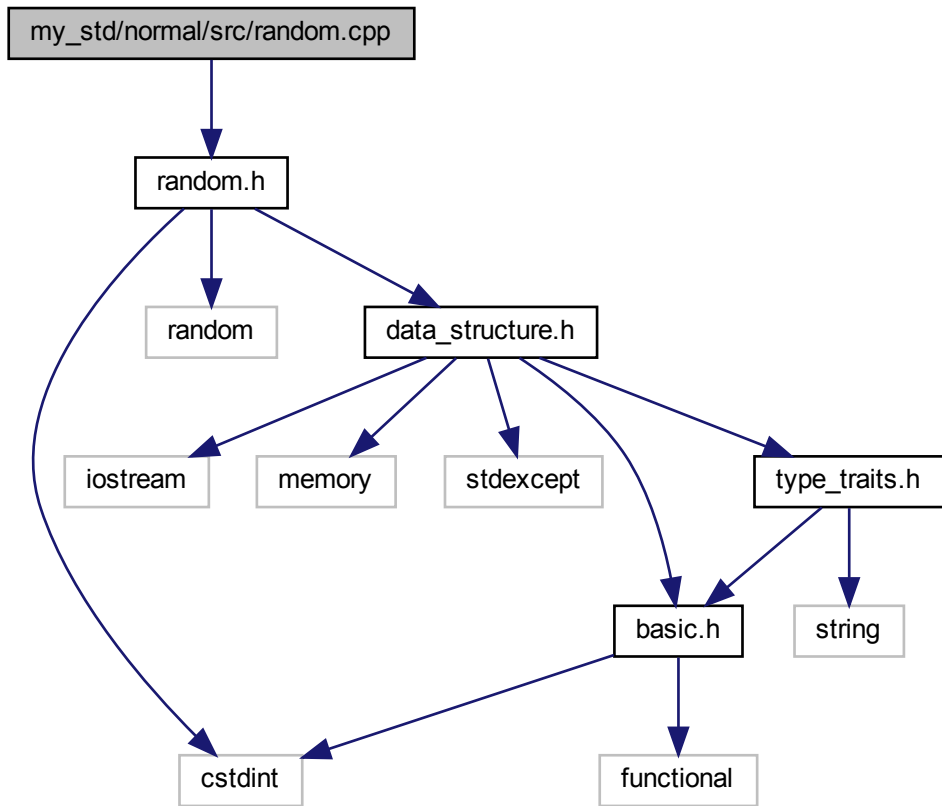 my_std/normal/src/random.cpp
random.h
random
data_structure.h
iostream
memory
stdexcept
type_traits.h
basic.h
string
cstdint
functional